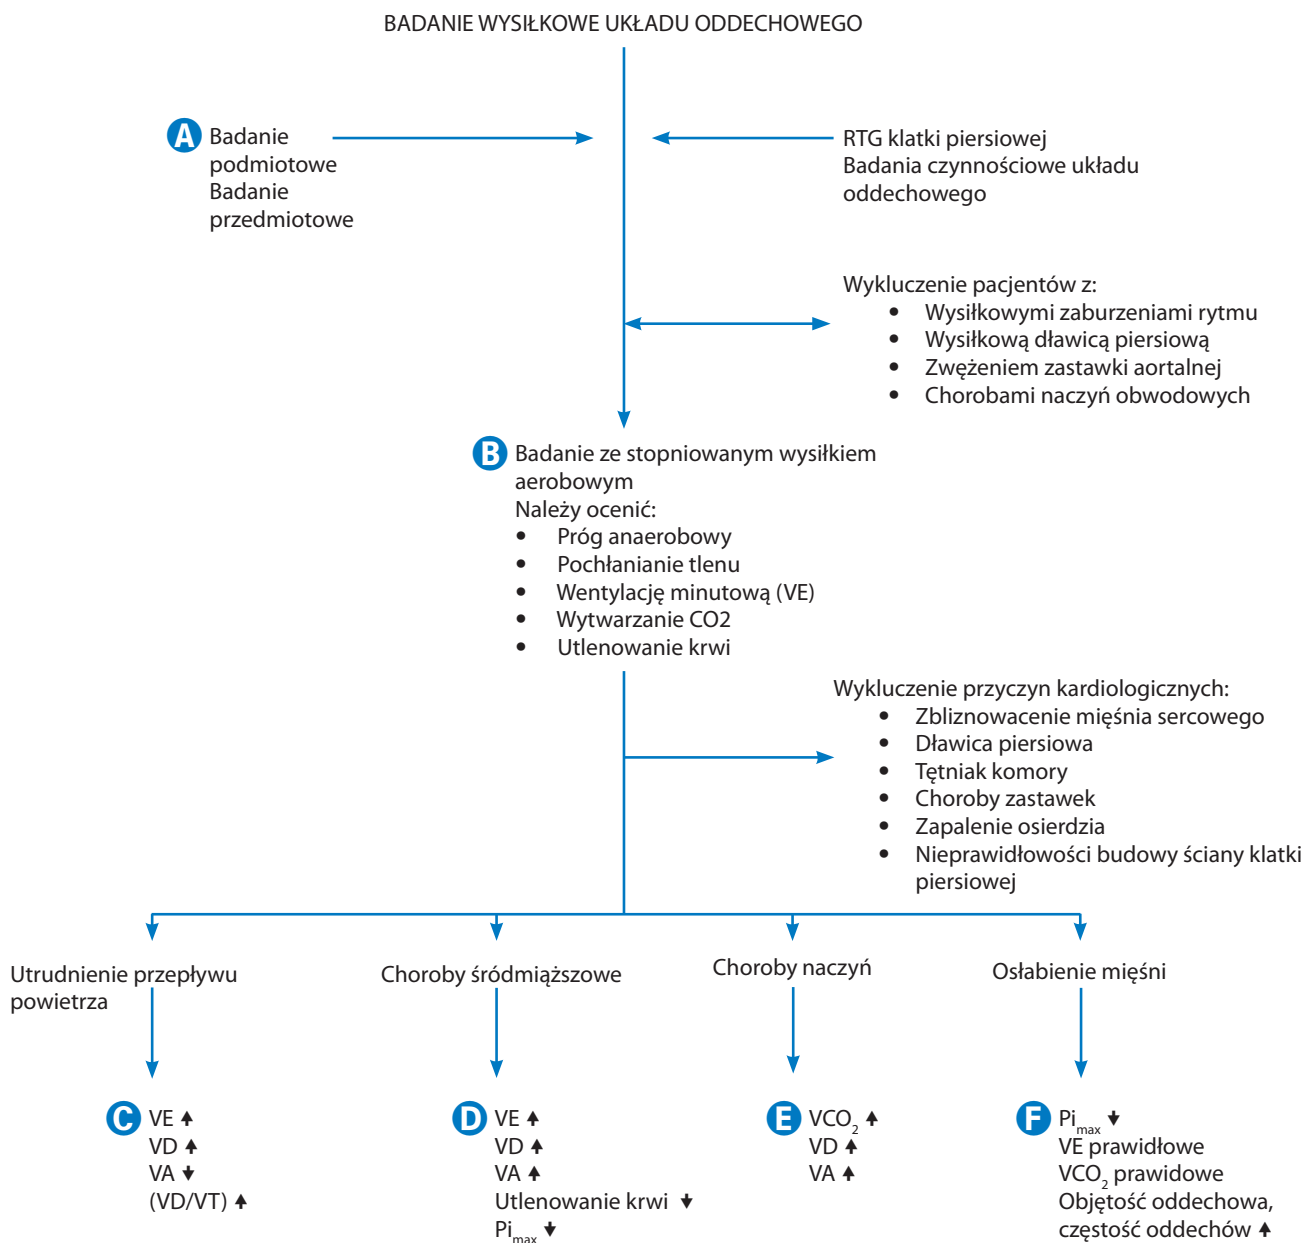 BADANIE WYSIŁKOWE UKŁADU ODDECHOWEGO
A Badanie
podmiotowe
Badanie
przedmiotowe
RTG klatki piersiowej
Badania czynnościowe układu
oddechowego
Wykluczenie pacjentów z:
• Wysiłkowymi zaburzeniami rytmu
• Wysiłkową dławicą piersiową
• Zwężeniem zastawki aortalnej
• Chorobami naczyń obwodowych
B Badanie ze stopniowanym wysiłkiem
aerobowym
Należy ocenić:
• Próg anaerobowy
• Pochłanianie tlenu
• Wentylację minutową (VE)
• Wytwarzanie CO2
• Utlenowanie krwi
Wykluczenie przyczyn kardiologicznych:
• Zbliznowacenie mięśnia sercowego
• Dławica piersiowa
• Tętniak komory
• Choroby zastawek
• Zapalenie osierdzia
• Nieprawidłowości budowy ściany klatki
piersiowej
Utrudnienie przepływu
powietrza
Choroby śródmiąższowe
Choroby naczyń
Osłabienie mięśni
C VE ↑
VD ↑
VA ↓
(VD/VT) ↑
D VE ↑
VD ↑
VA ↑
Utlenowanie krwi ↓
Pi_max ↓
E VCO₂ ↑
VD ↑
VA ↑
F Pi_max ↓
VE prawidłowe
VCO₂ prawidowe
Objętość oddechowa,
częstość oddechów ↑